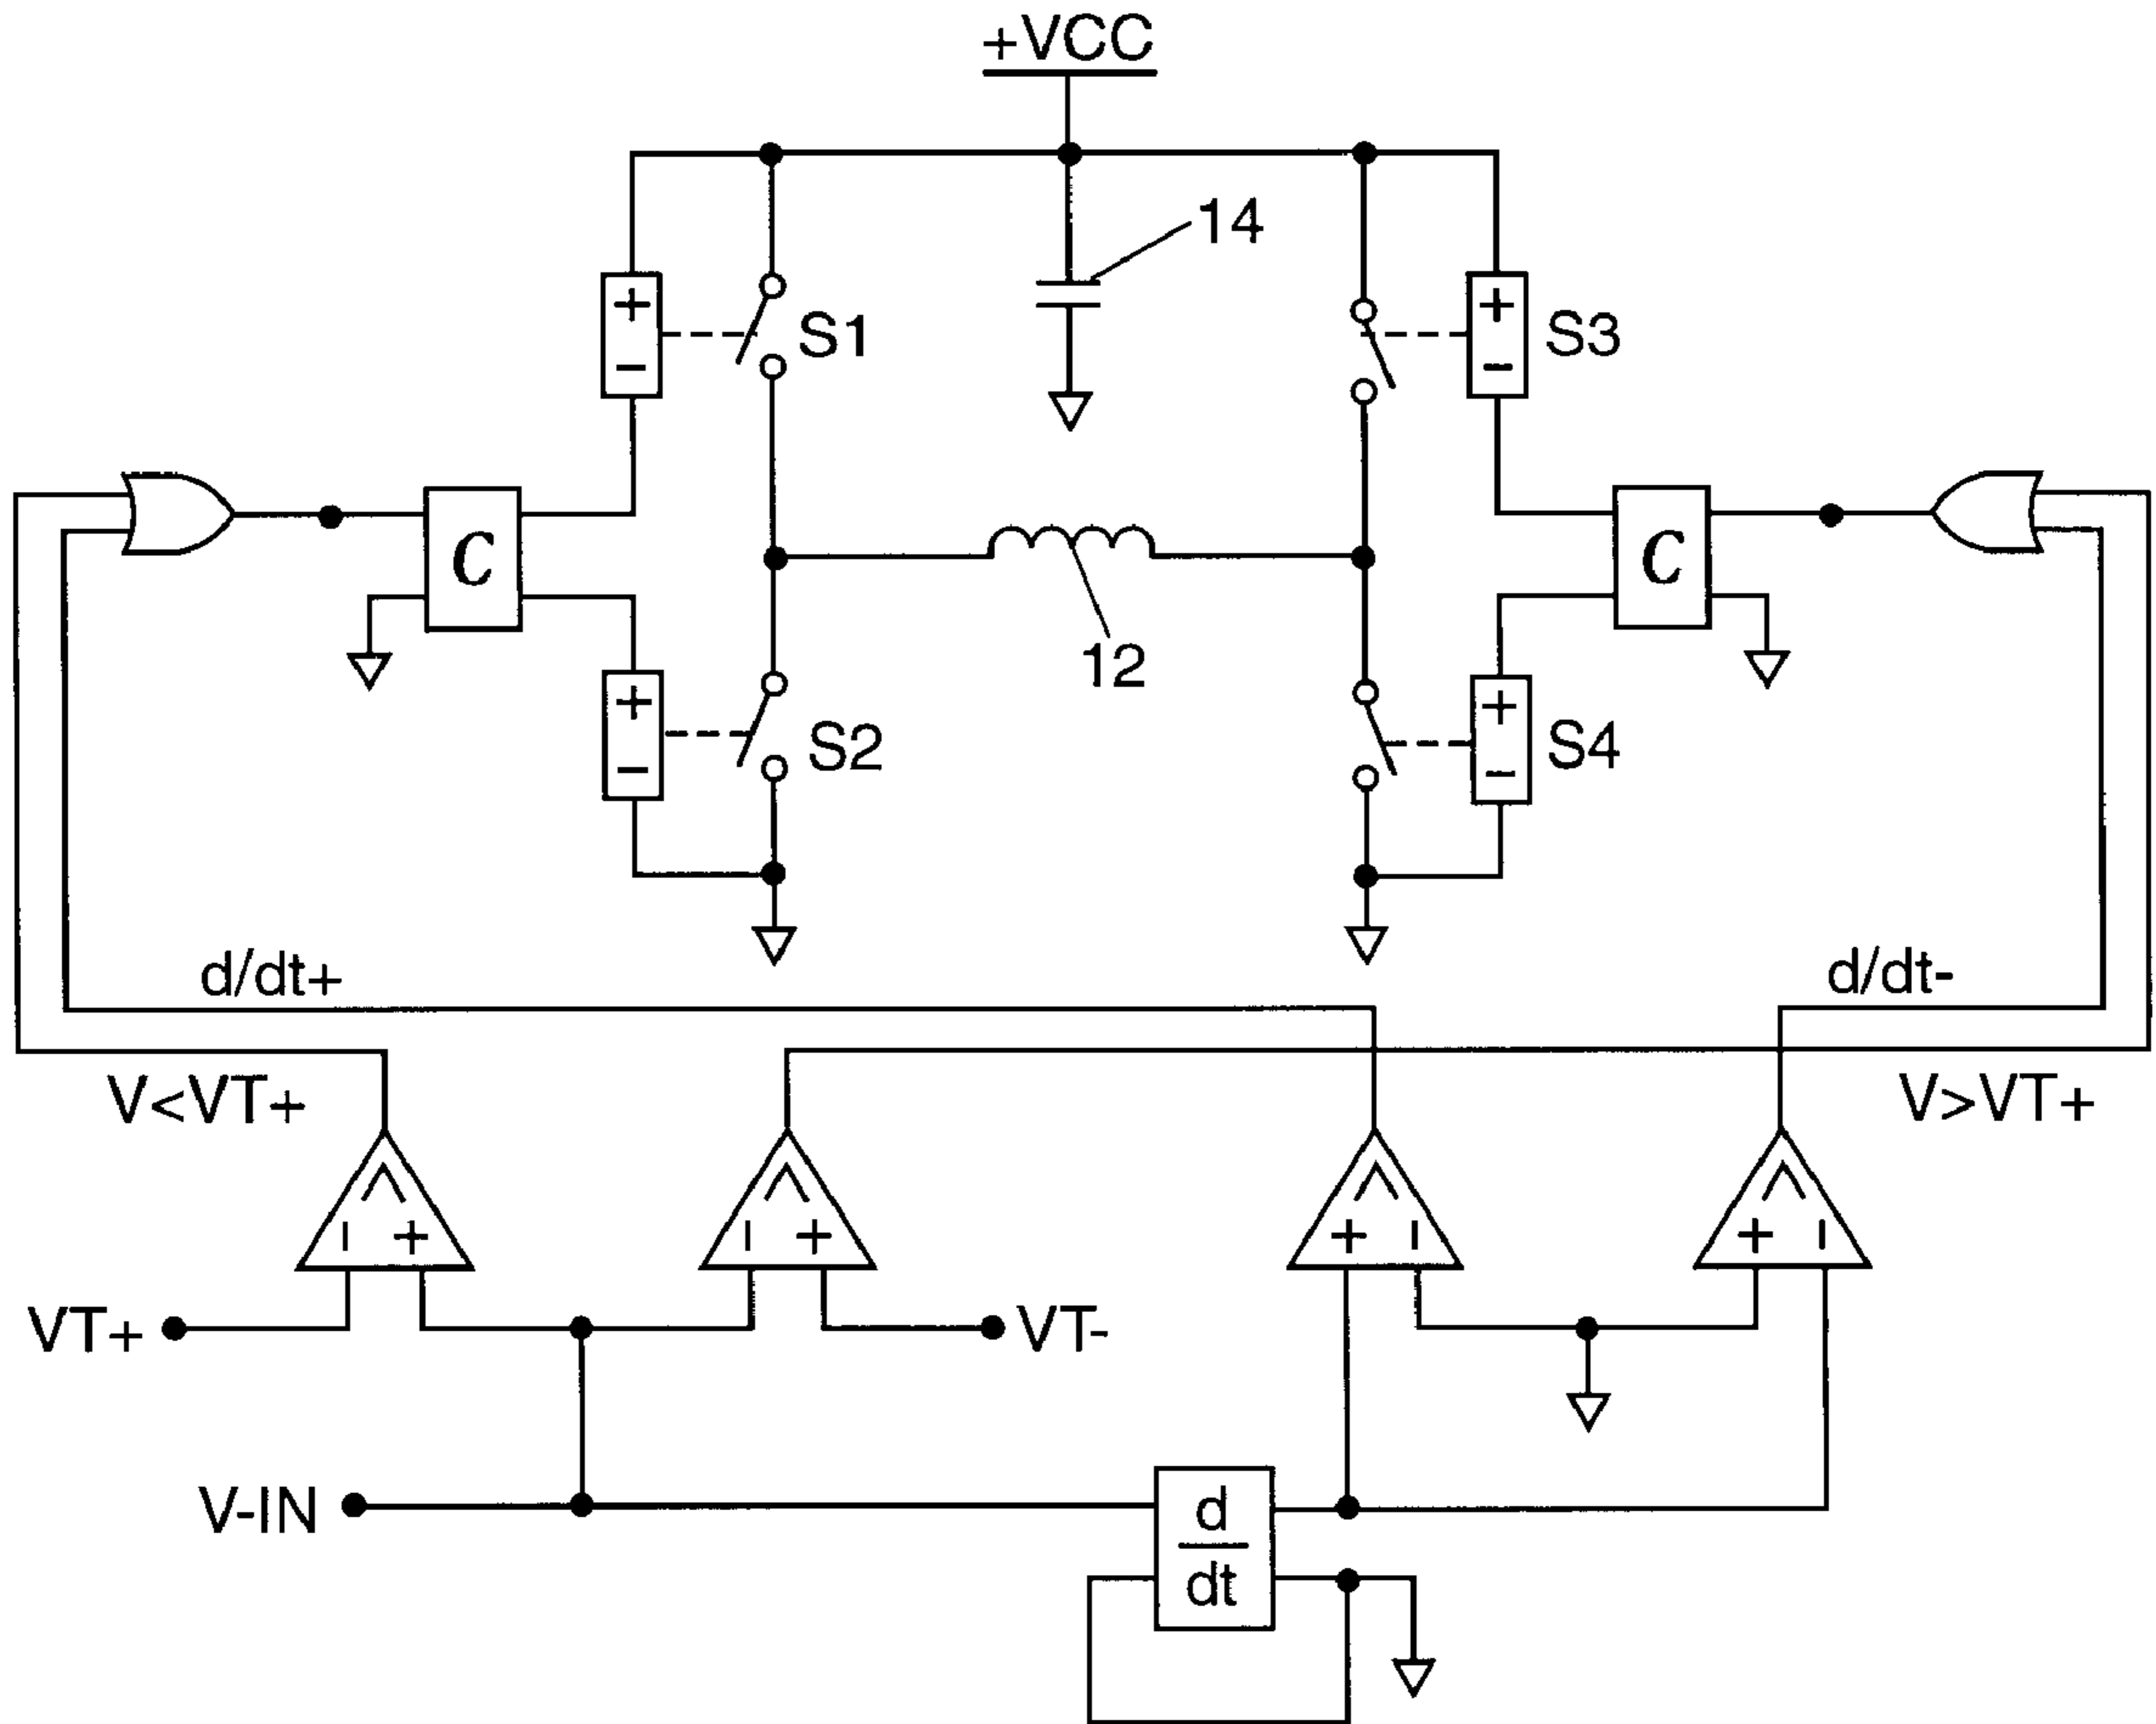 +VCC
14
+
−
S1
+
−
S3
C
C
12
+
−
S2
+
−
S4
d/dt+
d/dt-
V<VT+
V>VT+
− +
− +
+ −
+ −
VT+
VT-
V-IN
d
dt